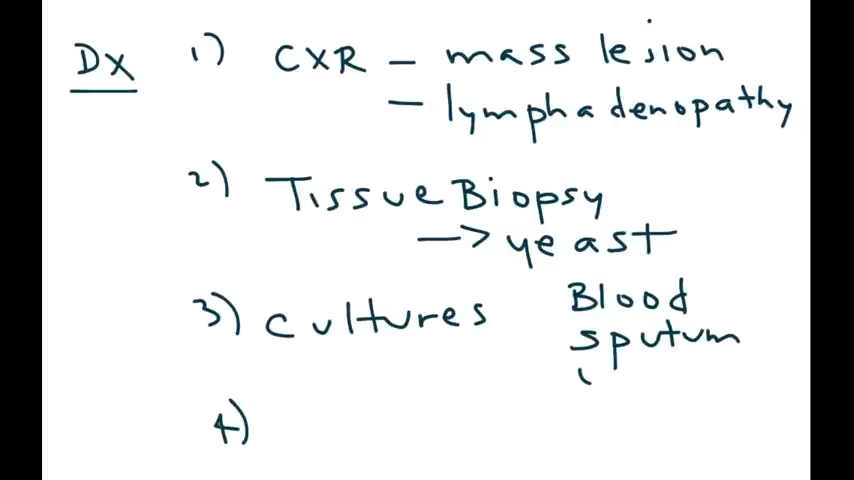 DX 1) CXR – mass lesion
– lymphadenopathy
2) Tissue Biopsy
—> yeast
3) cultures Blood
sputum
4)